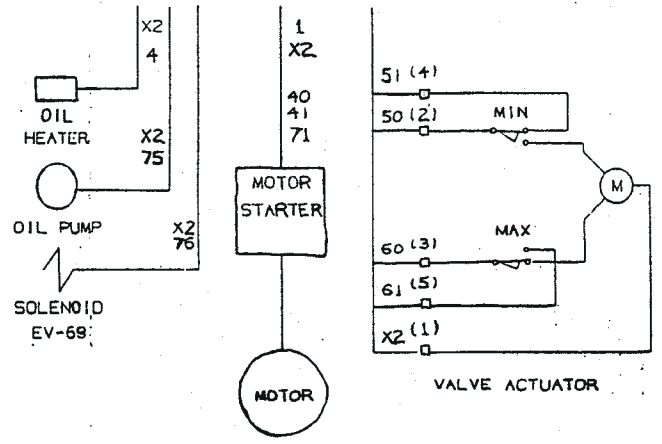 X2
4
OIL
HEATER
X2
75
OIL PUMP
X2
76
SOLENOID
EV-69
1
X2
40
41
71
MOTOR
STARTER
MOTOR
51 (4)
50 (2)
MIN
M
MAX
60 (3)
61 (5)
X2 (1)
VALVE ACTUATOR